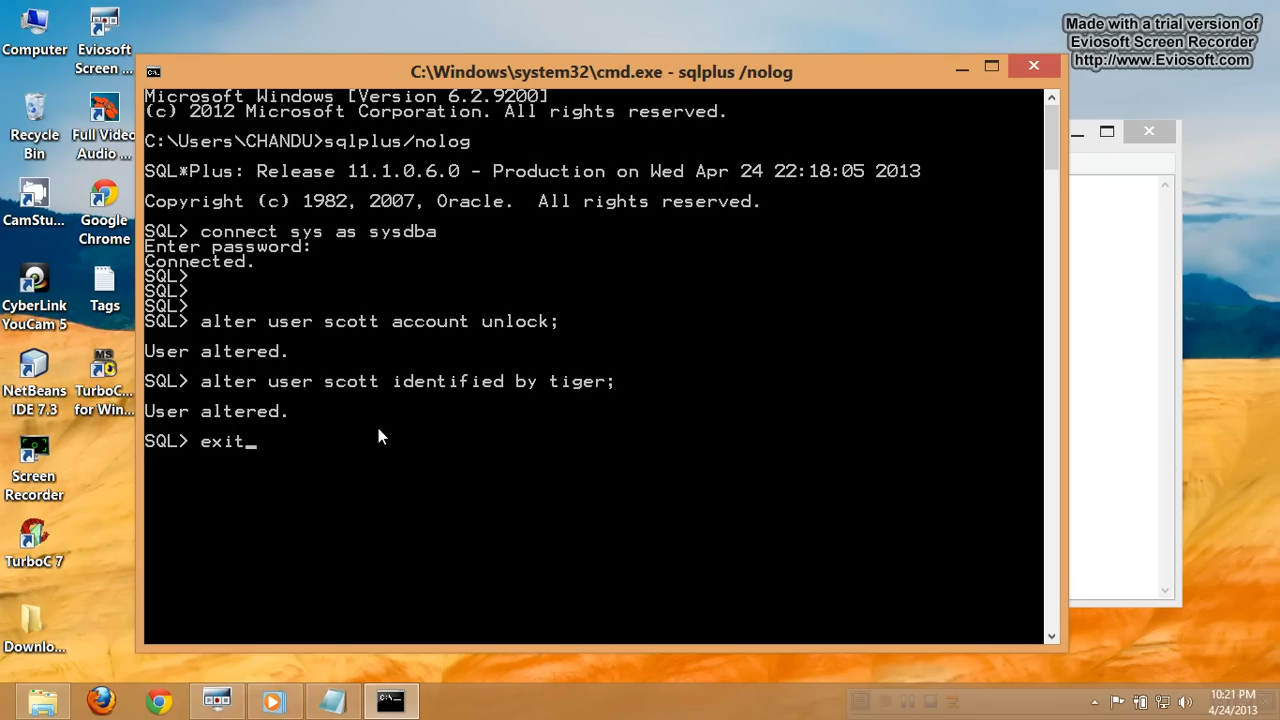 Made with a trial version of
Eviosoft Screen Recorder
http://www.Eviosoft.com
Computer
Eviosoft
Screen ...
Recycle
Bin
Full Video
Audio ...
CamStu...
Google
Chrome
CyberLink
YouCam 5
Tags
NetBeans
IDE 7.3
TurboC...
for Win...
Screen
Recorder
TurboC 7
Downlo...
C:\Windows\system32\cmd.exe - sqlplus /nolog
Microsoft Windows [Version 6.2.9200]
(c) 2012 Microsoft Corporation. All rights reserved.
C:\Users\CHANDU>sqlplus/nolog
SQL*Plus: Release 11.1.0.6.0 - Production on Wed Apr 24 22:18:05 2013
Copyright (c) 1982, 2007, Oracle.  All rights reserved.
SQL> connect sys as sysdba
Enter password:
Connected.
SQL>
SQL>
SQL>
SQL> alter user scott account unlock;
User altered.
SQL> alter user scott identified by tiger;
User altered.
SQL> exit_
10:21 PM
4/24/2013